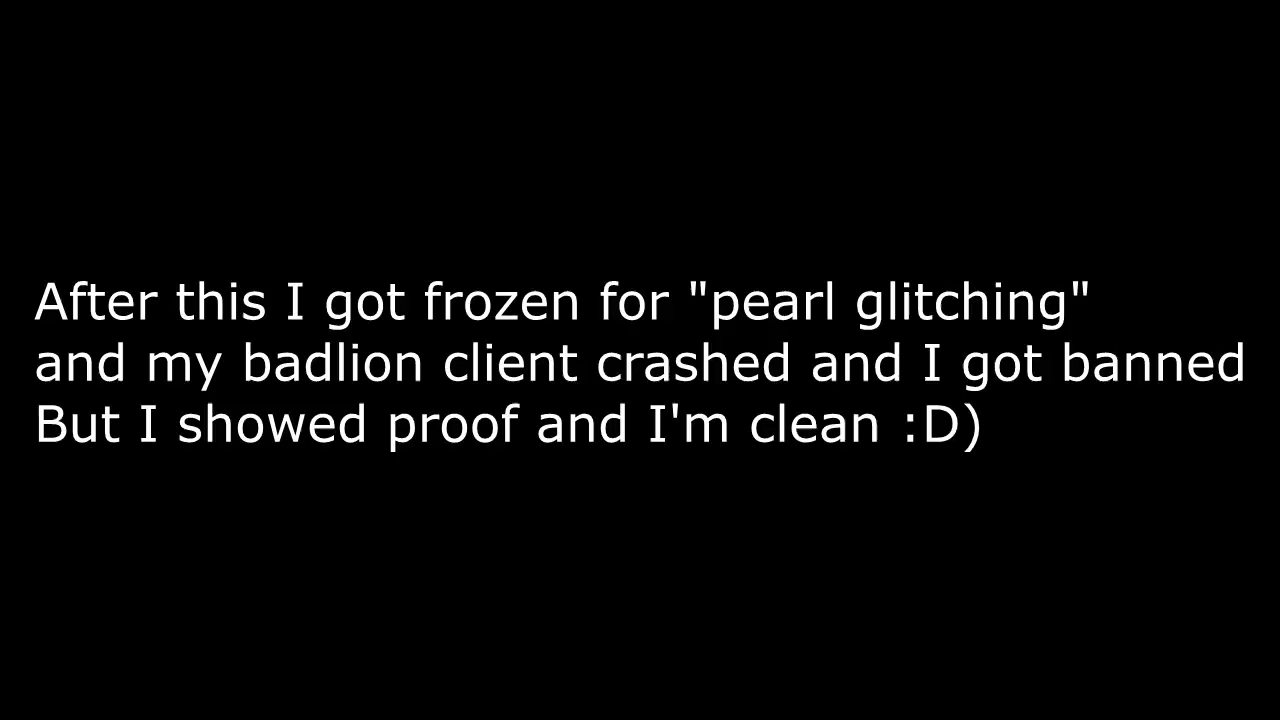 After this I got frozen for "pearl glitching"
and my badlion client crashed and I got banned
But I showed proof and I'm clean :D)